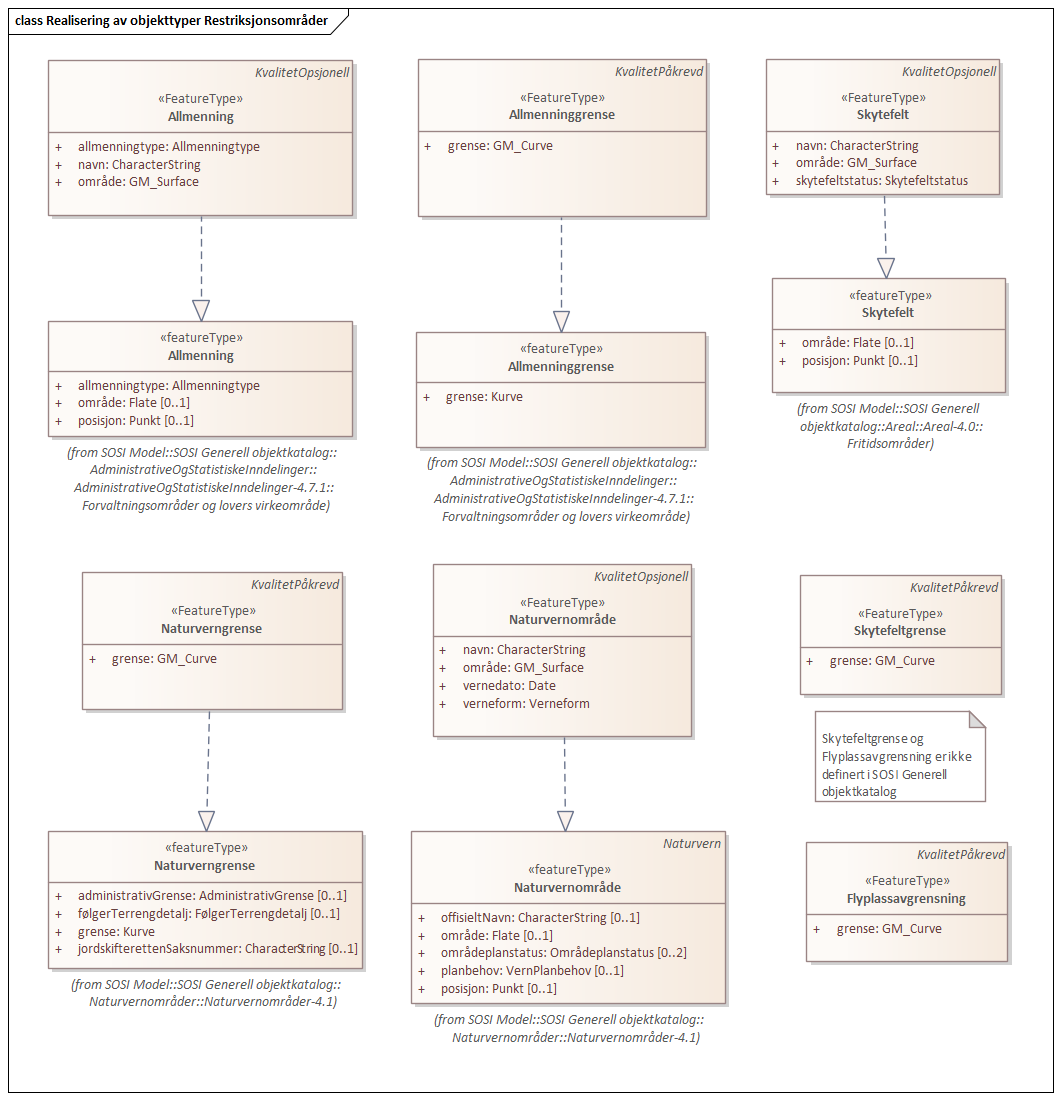 class Realisering av objekttyper Restriksjonsområder
KvalitetOpsjonell
«FeatureType»
Allmenning
+ allmenningtype: Allmenningtype
+ navn: CharacterString
+ område: GM_Surface
KvalitetPåkrevd
«FeatureType»
Allmenninggrense
+ grense: GM_Curve
KvalitetOpsjonell
«FeatureType»
Skytefelt
+ navn: CharacterString
+ område: GM_Surface
+ skytefeltstatus: Skytefeltstatus
«featureType»
Allmenning
+ allmenningtype: Allmenningtype
+ område: Flate [0..1]
+ posisjon: Punkt [0..1]
(from SOSI Model::SOSI Generell objektkatalog::
AdministrativeOgStatistiskeInndelinger::
AdministrativeOgStatistiskeInndelinger-4.7.1::
Forvaltningsområder og lovers virkeområde)
«featureType»
Allmenninggrense
+ grense: Kurve
(from SOSI Model::SOSI Generell objektkatalog::
AdministrativeOgStatistiskeInndelinger::
AdministrativeOgStatistiskeInndelinger-4.7.1::
Forvaltningsområder og lovers virkeområde)
«featureType»
Skytefelt
+ område: Flate [0..1]
+ posisjon: Punkt [0..1]
(from SOSI Model::SOSI Generell
objektkatalog::Areal::Areal-4.0::
Fritidsområder)
KvalitetPåkrevd
«FeatureType»
Naturverngrense
+ grense: GM_Curve
KvalitetOpsjonell
«FeatureType»
Naturvernområde
+ navn: CharacterString
+ område: GM_Surface
+ vernedato: Date
+ verneform: Verneform
KvalitetPåkrevd
«FeatureType»
Skytefeltgrense
+ grense: GM_Curve
Skytefeltgrense og
Flyplassavgrensning er ikke
definert i SOSI Generell
objektkatalog
«featureType»
Naturverngrense
+ administrativGrense: AdministrativGrense [0..1]
+ følgerTerrengdetalj: FølgerTerrengdetalj [0..1]
+ grense: Kurve
+ jordskifterettenSaksnummer: CharacterString [0..1]
(from SOSI Model::SOSI Generell objektkatalog::
Naturvernområder::Naturvernområder-4.1)
Naturvern
«featureType»
Naturvernområde
+ offisieltNavn: CharacterString [0..1]
+ område: Flate [0..1]
+ områdeplanstatus: Områdeplanstatus [0..2]
+ planbehov: VernPlanbehov [0..1]
+ posisjon: Punkt [0..1]
(from SOSI Model::SOSI Generell objektkatalog::
Naturvernområder::Naturvernområder-4.1)
KvalitetPåkrevd
«FeatureType»
Flyplassavgrensning
+ grense: GM_Curve